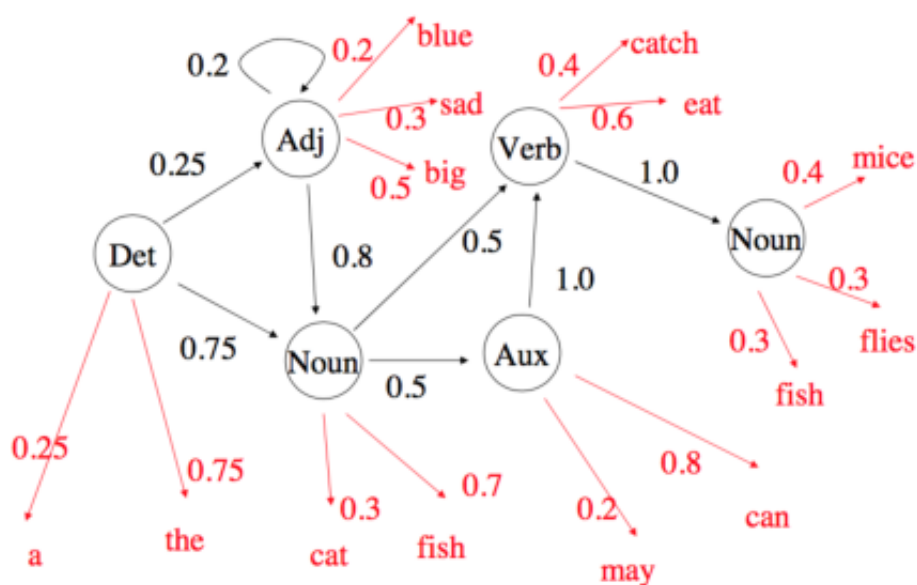 0.2
0.2
blue
0.3
sad
Adj
0.5
big
0.4
catch
0.6
eat
Verb
0.25
1.0
0.4
mice
Det
0.8
0.5
Noun
0.3
flies
0.75
Noun
0.5
1.0
Aux
0.3
fish
0.25
a
0.75
the
0.3
cat
0.7
fish
0.2
may
0.8
can